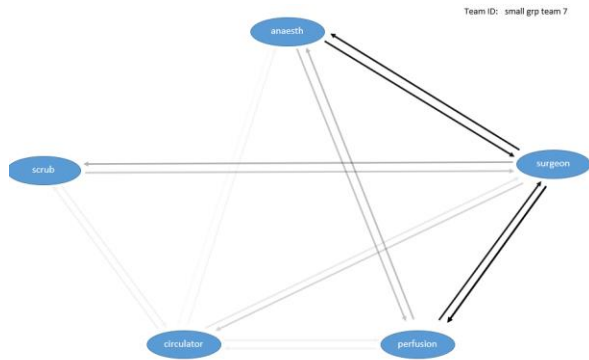 Team ID: small grp team 7
anaesth
surgeon
scrub
circulator
perfusion